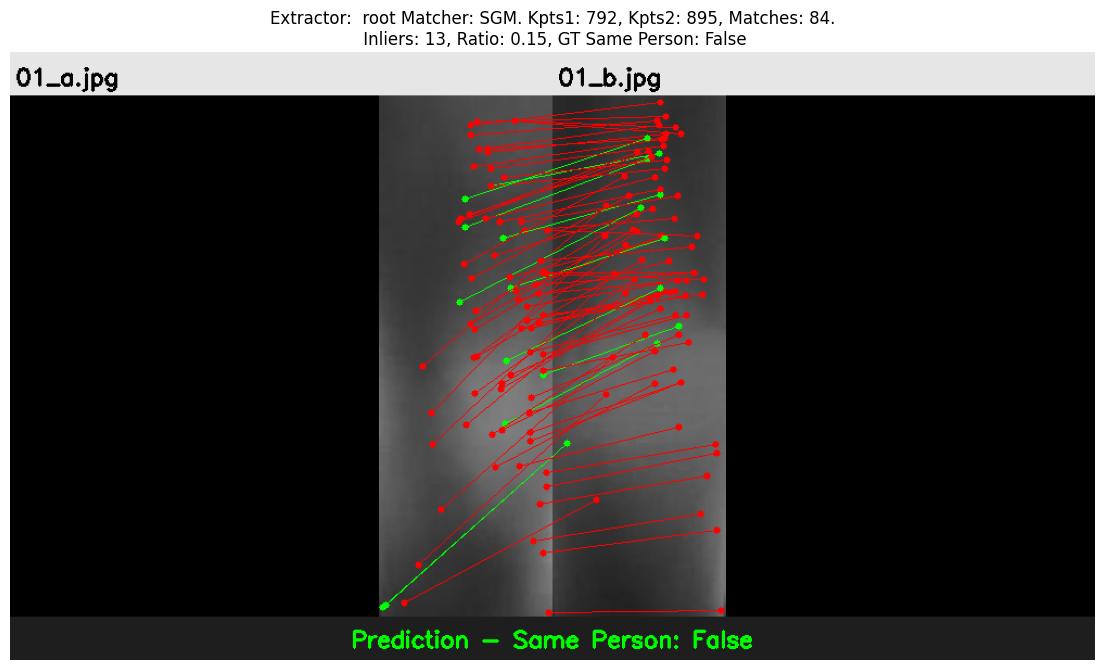 Extractor:  root Matcher: SGM. Kpts1: 792, Kpts2: 895, Matches: 84.
Inliers: 13, Ratio: 0.15, GT Same Person: False
01_a.jpg
01_b.jpg
Prediction - Same Person: False